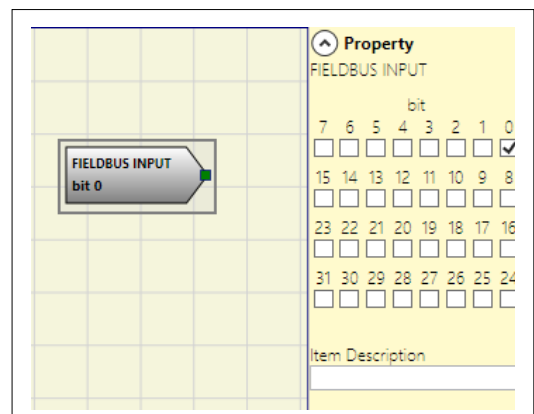 Property
FIELDBUS INPUT
bit
7 6 5 4 3 2 1 0
15 14 13 12 11 10 9 8
23 22 21 20 19 18 17 16
31 30 29 28 27 26 25 24
Item Description
FIELDBUS INPUT
bit 0